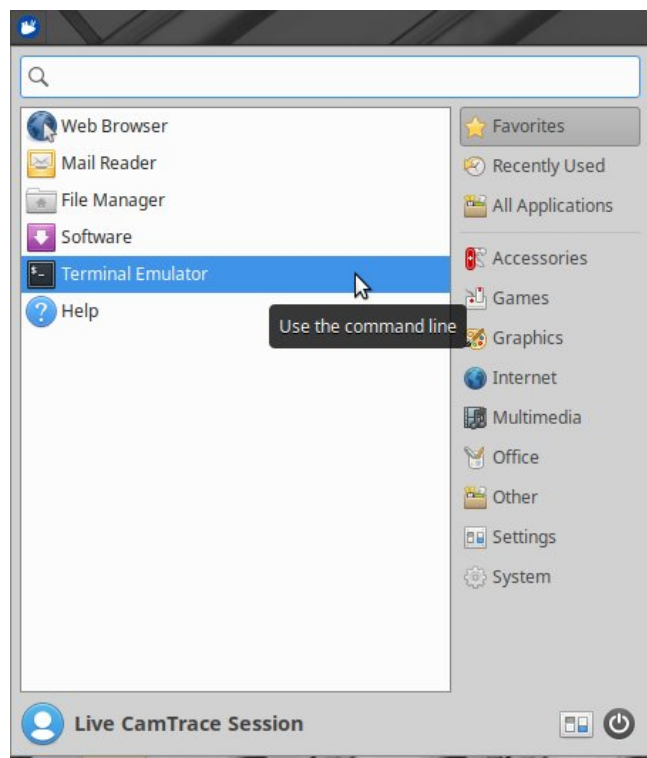 Web Browser
Mail Reader
File Manager
Software
$_ Terminal Emulator
? Help
Use the command line
Favorites
Recently Used
All Applications
Accessories
Games
Graphics
Internet
Multimedia
Office
Other
Settings
System
Live CamTrace Session